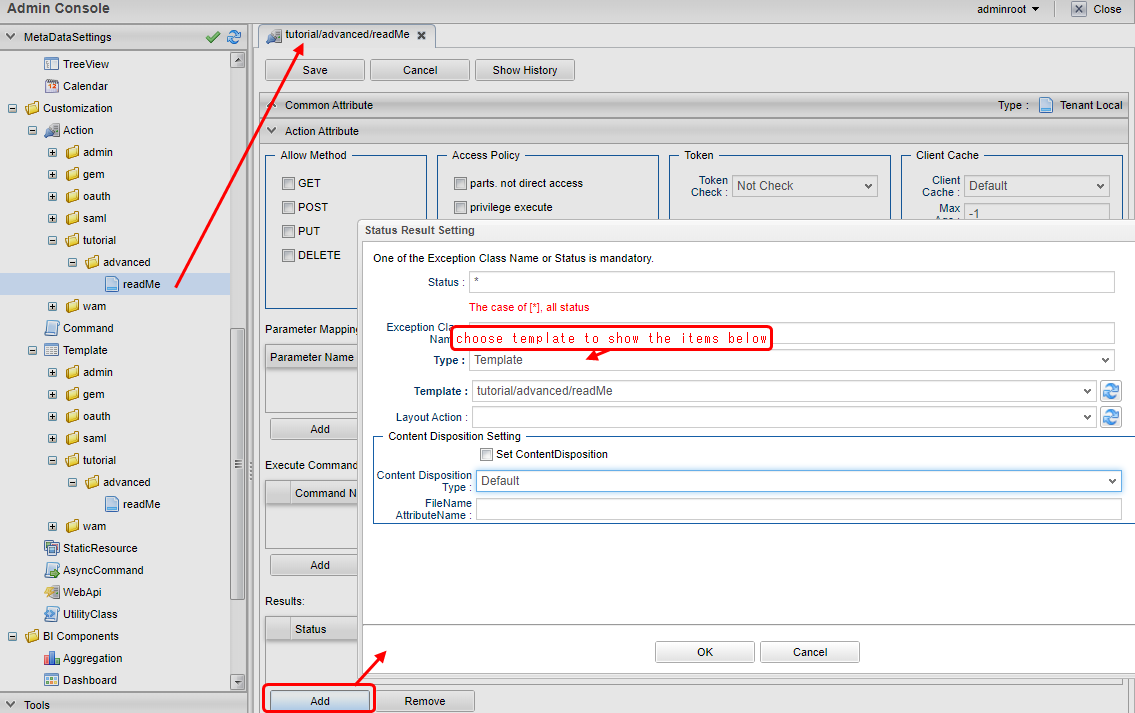 Admin Console
adminroot
Close
MetaDataSettings
TreeView
Calendar
Customization
Action
admin
gem
oauth
saml
tutorial
advanced
readMe
wam
Command
Template
admin
gem
oauth
saml
tutorial
advanced
readMe
wam
StaticResource
AsyncCommand
WebApi
UtilityClass
BI Components
Aggregation
Dashboard
Tools
tutorial/advanced/readMe
Save
Cancel
Show History
Common Attribute
Type :
Tenant Local
Action Attribute
Allow Method
GET
POST
PUT
DELETE
Access Policy
parts. not direct access
privilege execute
Token
Token
Check :
Not Check
Client Cache
Client
Cache :
Default
Max
-1
Parameter Mapping
Parameter Name
Add
Execute Command
Command N
Add
Results:
Status
Add
Remove
Status Result Setting
One of the Exception Class Name or Status is mandatory.
Status :
*
The case of [*], all status
Exception Cla
Nam
choose template to show the items below
Type :
Template
Template :
tutorial/advanced/readMe
Layout Action :
Content Disposition Setting
Set ContentDisposition
Content Disposition
Type :
Default
FileName
AttributeName :
OK
Cancel